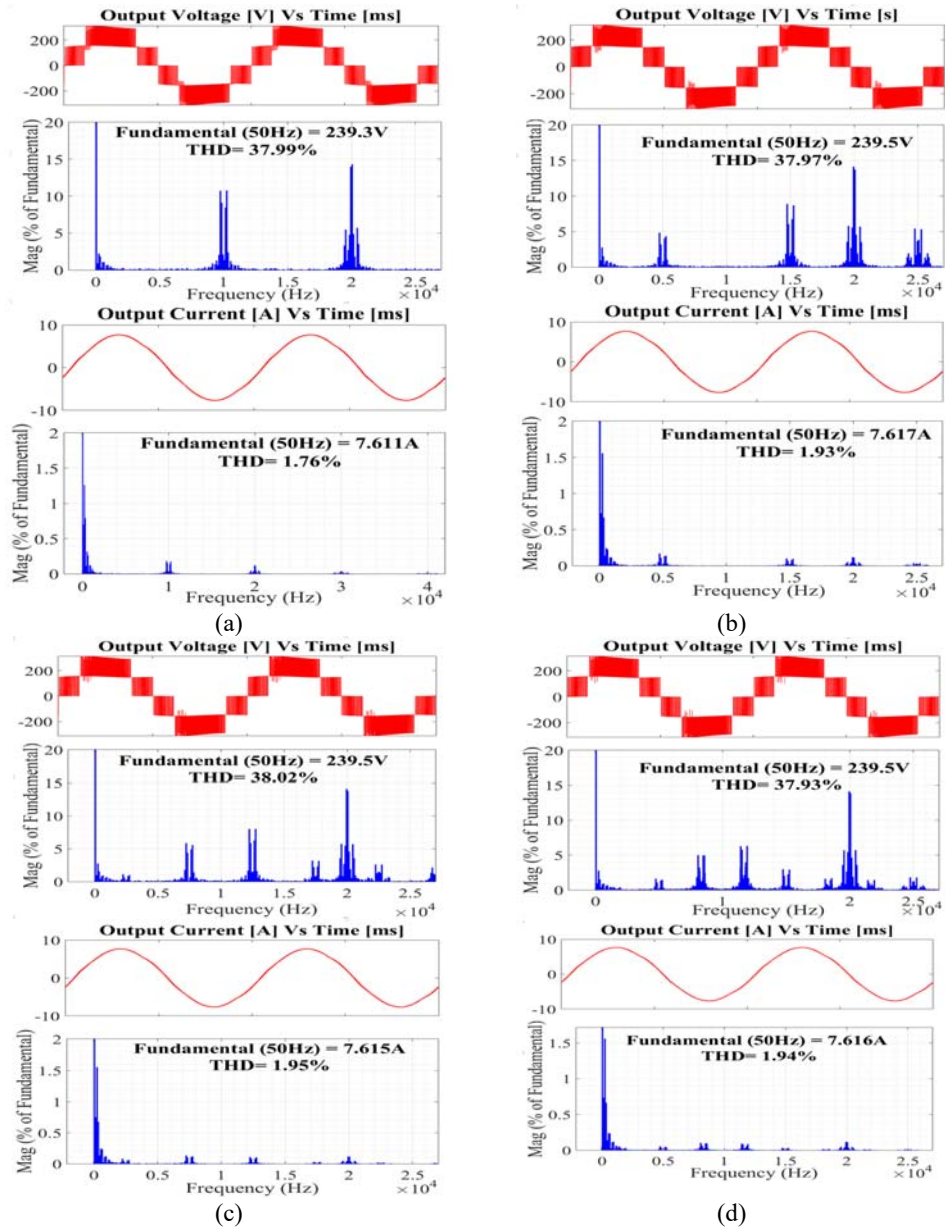 Output Voltage [V] Vs Time [ms]
200
0
-200
20
15
10
5
0
Mag (% of Fundamental)
Fundamental (50Hz) = 239.3V
THD= 37.99%
0 0.5 1 1.5 2 2.5
Frequency (Hz)
×10⁴
Output Current [A] Vs Time [ms]
10
0
-10
2
1.5
1
0.5
0
Mag (% of Fundamental)
Fundamental (50Hz) = 7.611A
THD= 1.76%
0 1 2 3 4
Frequency (Hz)
×10⁴
(a)
Output Voltage [V] Vs Time [s]
200
0
-200
20
15
10
5
0
Mag (% of Fundamental)
Fundamental (50Hz) = 239.5V
THD= 37.97%
0 0.5 1 1.5 2 2.5
Frequency (Hz)
×10⁴
Output Current [A] Vs Time [ms]
10
0
-10
2
1.5
1
0.5
0
Mag (% of Fundamental)
Fundamental (50Hz) = 7.617A
THD= 1.93%
0 0.5 1 1.5 2 2.5
Frequency (Hz)
×10⁴
(b)
Output Voltage [V] Vs Time [ms]
200
0
-200
20
15
10
5
0
Mag (% of Fundamental)
Fundamental (50Hz) = 239.5V
THD= 38.02%
0 0.5 1 1.5 2 2.5
Frequency (Hz)
×10⁴
Output Current [A] Vs Time [ms]
10
0
-10
2
1.5
1
0.5
0
Mag (% of Fundamental)
Fundamental (50Hz) = 7.615A
THD= 1.95%
0 0.5 1 1.5 2 2.5
Frequency (Hz)
×10⁴
(c)
Output Voltage [V] Vs Time [ms]
200
0
-200
20
15
10
5
0
Mag (% of Fundamental)
Fundamental (50Hz) = 239.5V
THD= 37.93%
0 0.5 1 1.5 2 2.5
Frequency (Hz)
×10⁴
Output Current [A] Vs Time [ms]
10
0
-10
1.5
1
0.5
0
Mag (% of Fundamental)
Fundamental (50Hz) = 7.616A
THD= 1.94%
0 0.5 1 1.5 2 2.5
Frequency (Hz)
×10⁴
(d)